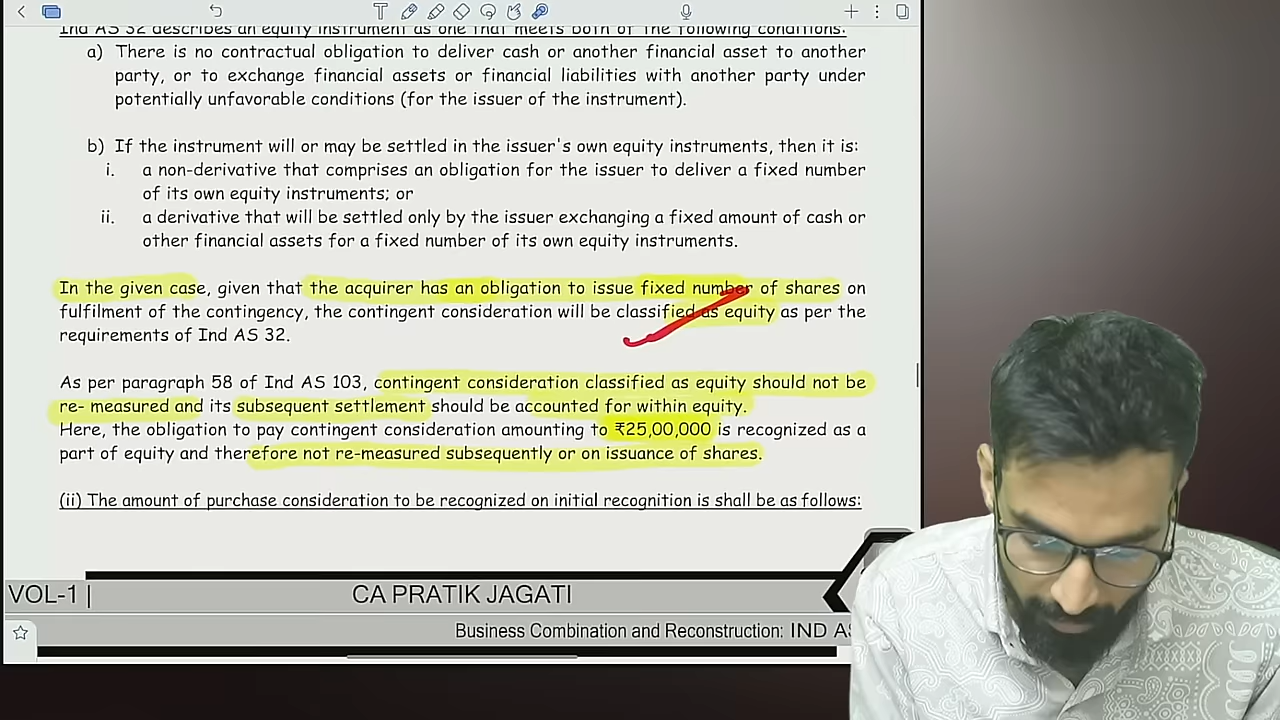 Ind AS 32 describes an equity instrument as one that meets both of the following conditions:
a) There is no contractual obligation to deliver cash or another financial asset to another
party, or to exchange financial assets or financial liabilities with another party under
potentially unfavorable conditions (for the issuer of the instrument).
b) If the instrument will or may be settled in the issuer's own equity instruments, then it is:
i. a non-derivative that comprises an obligation for the issuer to deliver a fixed number
of its own equity instruments; or
ii. a derivative that will be settled only by the issuer exchanging a fixed amount of cash or
other financial assets for a fixed number of its own equity instruments.
In the given case, given that the acquirer has an obligation to issue fixed number of shares on
fulfilment of the contingency, the contingent consideration will be classified as equity as per the
requirements of Ind AS 32.
As per paragraph 58 of Ind AS 103, contingent consideration classified as equity should not be
re- measured and its subsequent settlement should be accounted for within equity.
Here, the obligation to pay contingent consideration amounting to ₹25,00,000 is recognized as a
part of equity and therefore not re-measured subsequently or on issuance of shares.
(ii) The amount of purchase consideration to be recognized on initial recognition is shall be as follows:
VOL-1 | CA PRATIK JAGATI
Business Combination and Reconstruction: IND AS